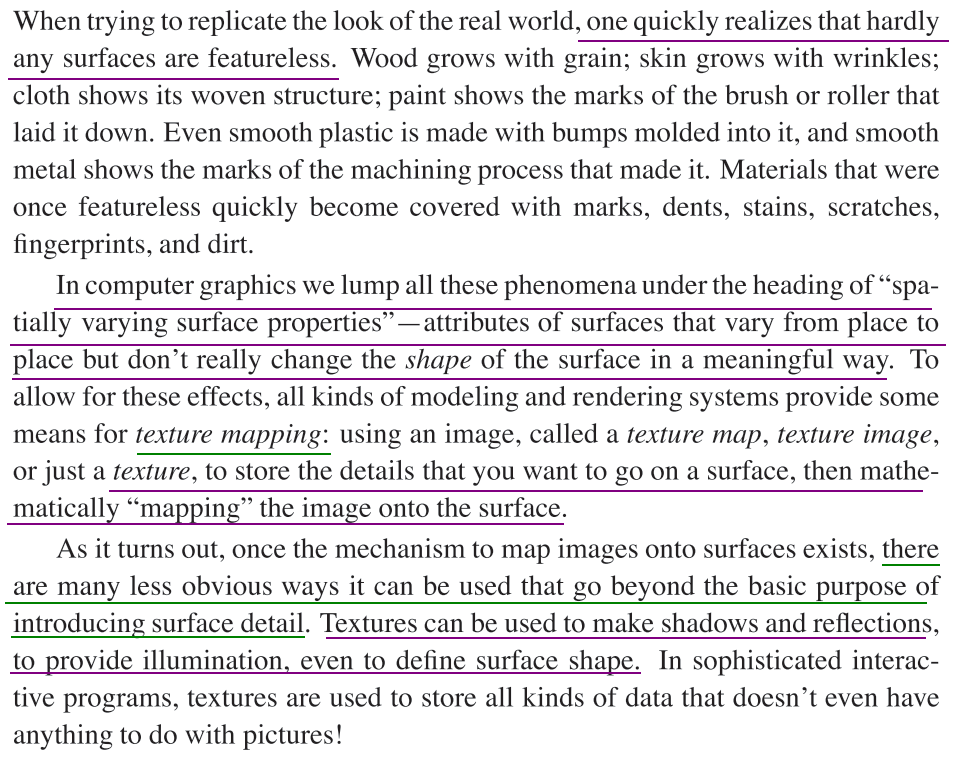 When trying to replicate the look of the real world, one quickly realizes that hardly
any surfaces are featureless. Wood grows with grain; skin grows with wrinkles;
cloth shows its woven structure; paint shows the marks of the brush or roller that
laid it down. Even smooth plastic is made with bumps molded into it, and smooth
metal shows the marks of the machining process that made it. Materials that were
once featureless quickly become covered with marks, dents, stains, scratches,
fingerprints, and dirt.
In computer graphics we lump all these phenomena under the heading of “spa-
tially varying surface properties”—attributes of surfaces that vary from place to
place but don’t really change the shape of the surface in a meaningful way. To
allow for these effects, all kinds of modeling and rendering systems provide some
means for texture mapping: using an image, called a texture map, texture image,
or just a texture, to store the details that you want to go on a surface, then mathe-
matically “mapping” the image onto the surface.
As it turns out, once the mechanism to map images onto surfaces exists, there
are many less obvious ways it can be used that go beyond the basic purpose of
introducing surface detail. Textures can be used to make shadows and reflections,
to provide illumination, even to define surface shape. In sophisticated interac-
tive programs, textures are used to store all kinds of data that doesn’t even have
anything to do with pictures!